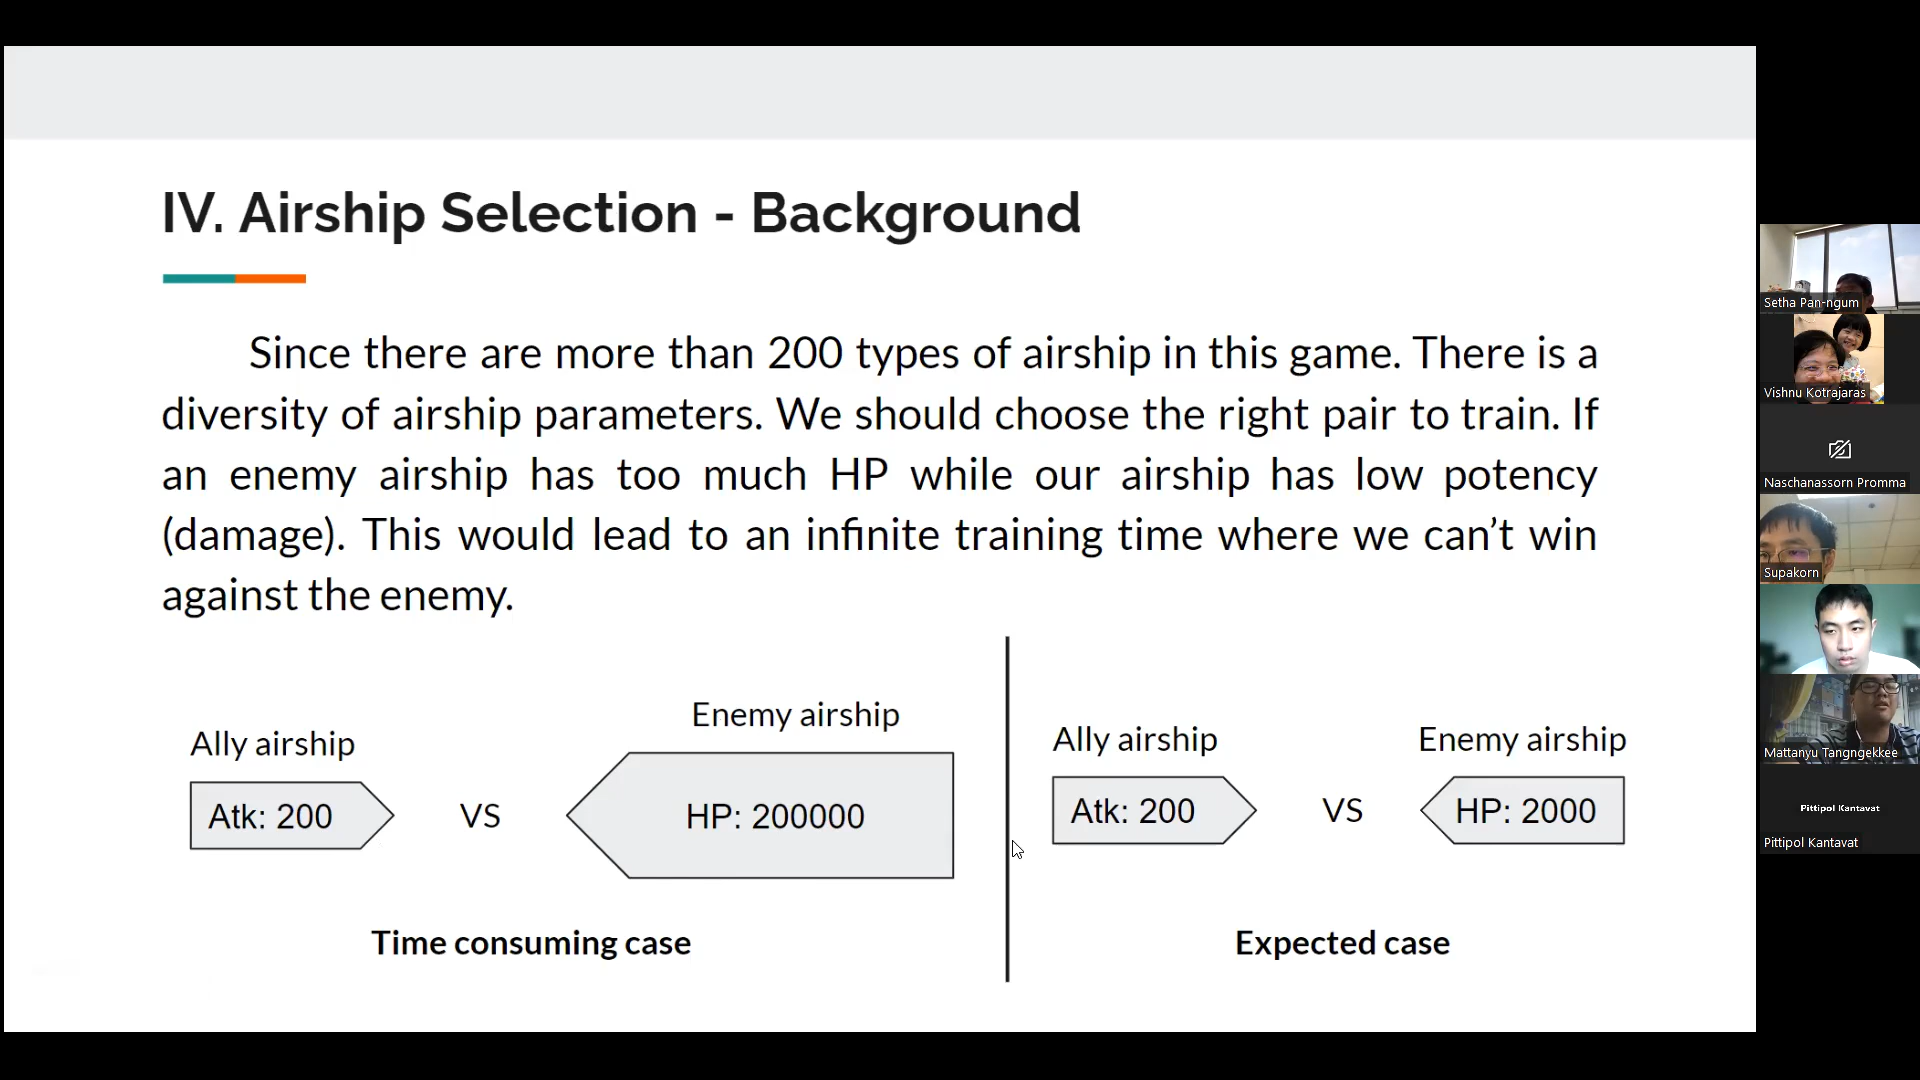 IV. Airship Selection - Background
Since there are more than 200 types of airship in this game. There is a
diversity of airship parameters. We should choose the right pair to train. If
an enemy airship has too much HP while our airship has low potency
(damage). This would lead to an infinite training time where we can’t win
against the enemy.
Ally airship
Enemy airship
Atk: 200
VS
HP: 200000
Time consuming case
Ally airship
Enemy airship
Atk: 200
VS
HP: 2000
Expected case
Setha Pan-ngum
Vishnu Kotrajaras
Naschanassorn Promma
Supakorn
Mattanyu Tangngekkee
Pittipol Kantavat
Pittipol Kantavat